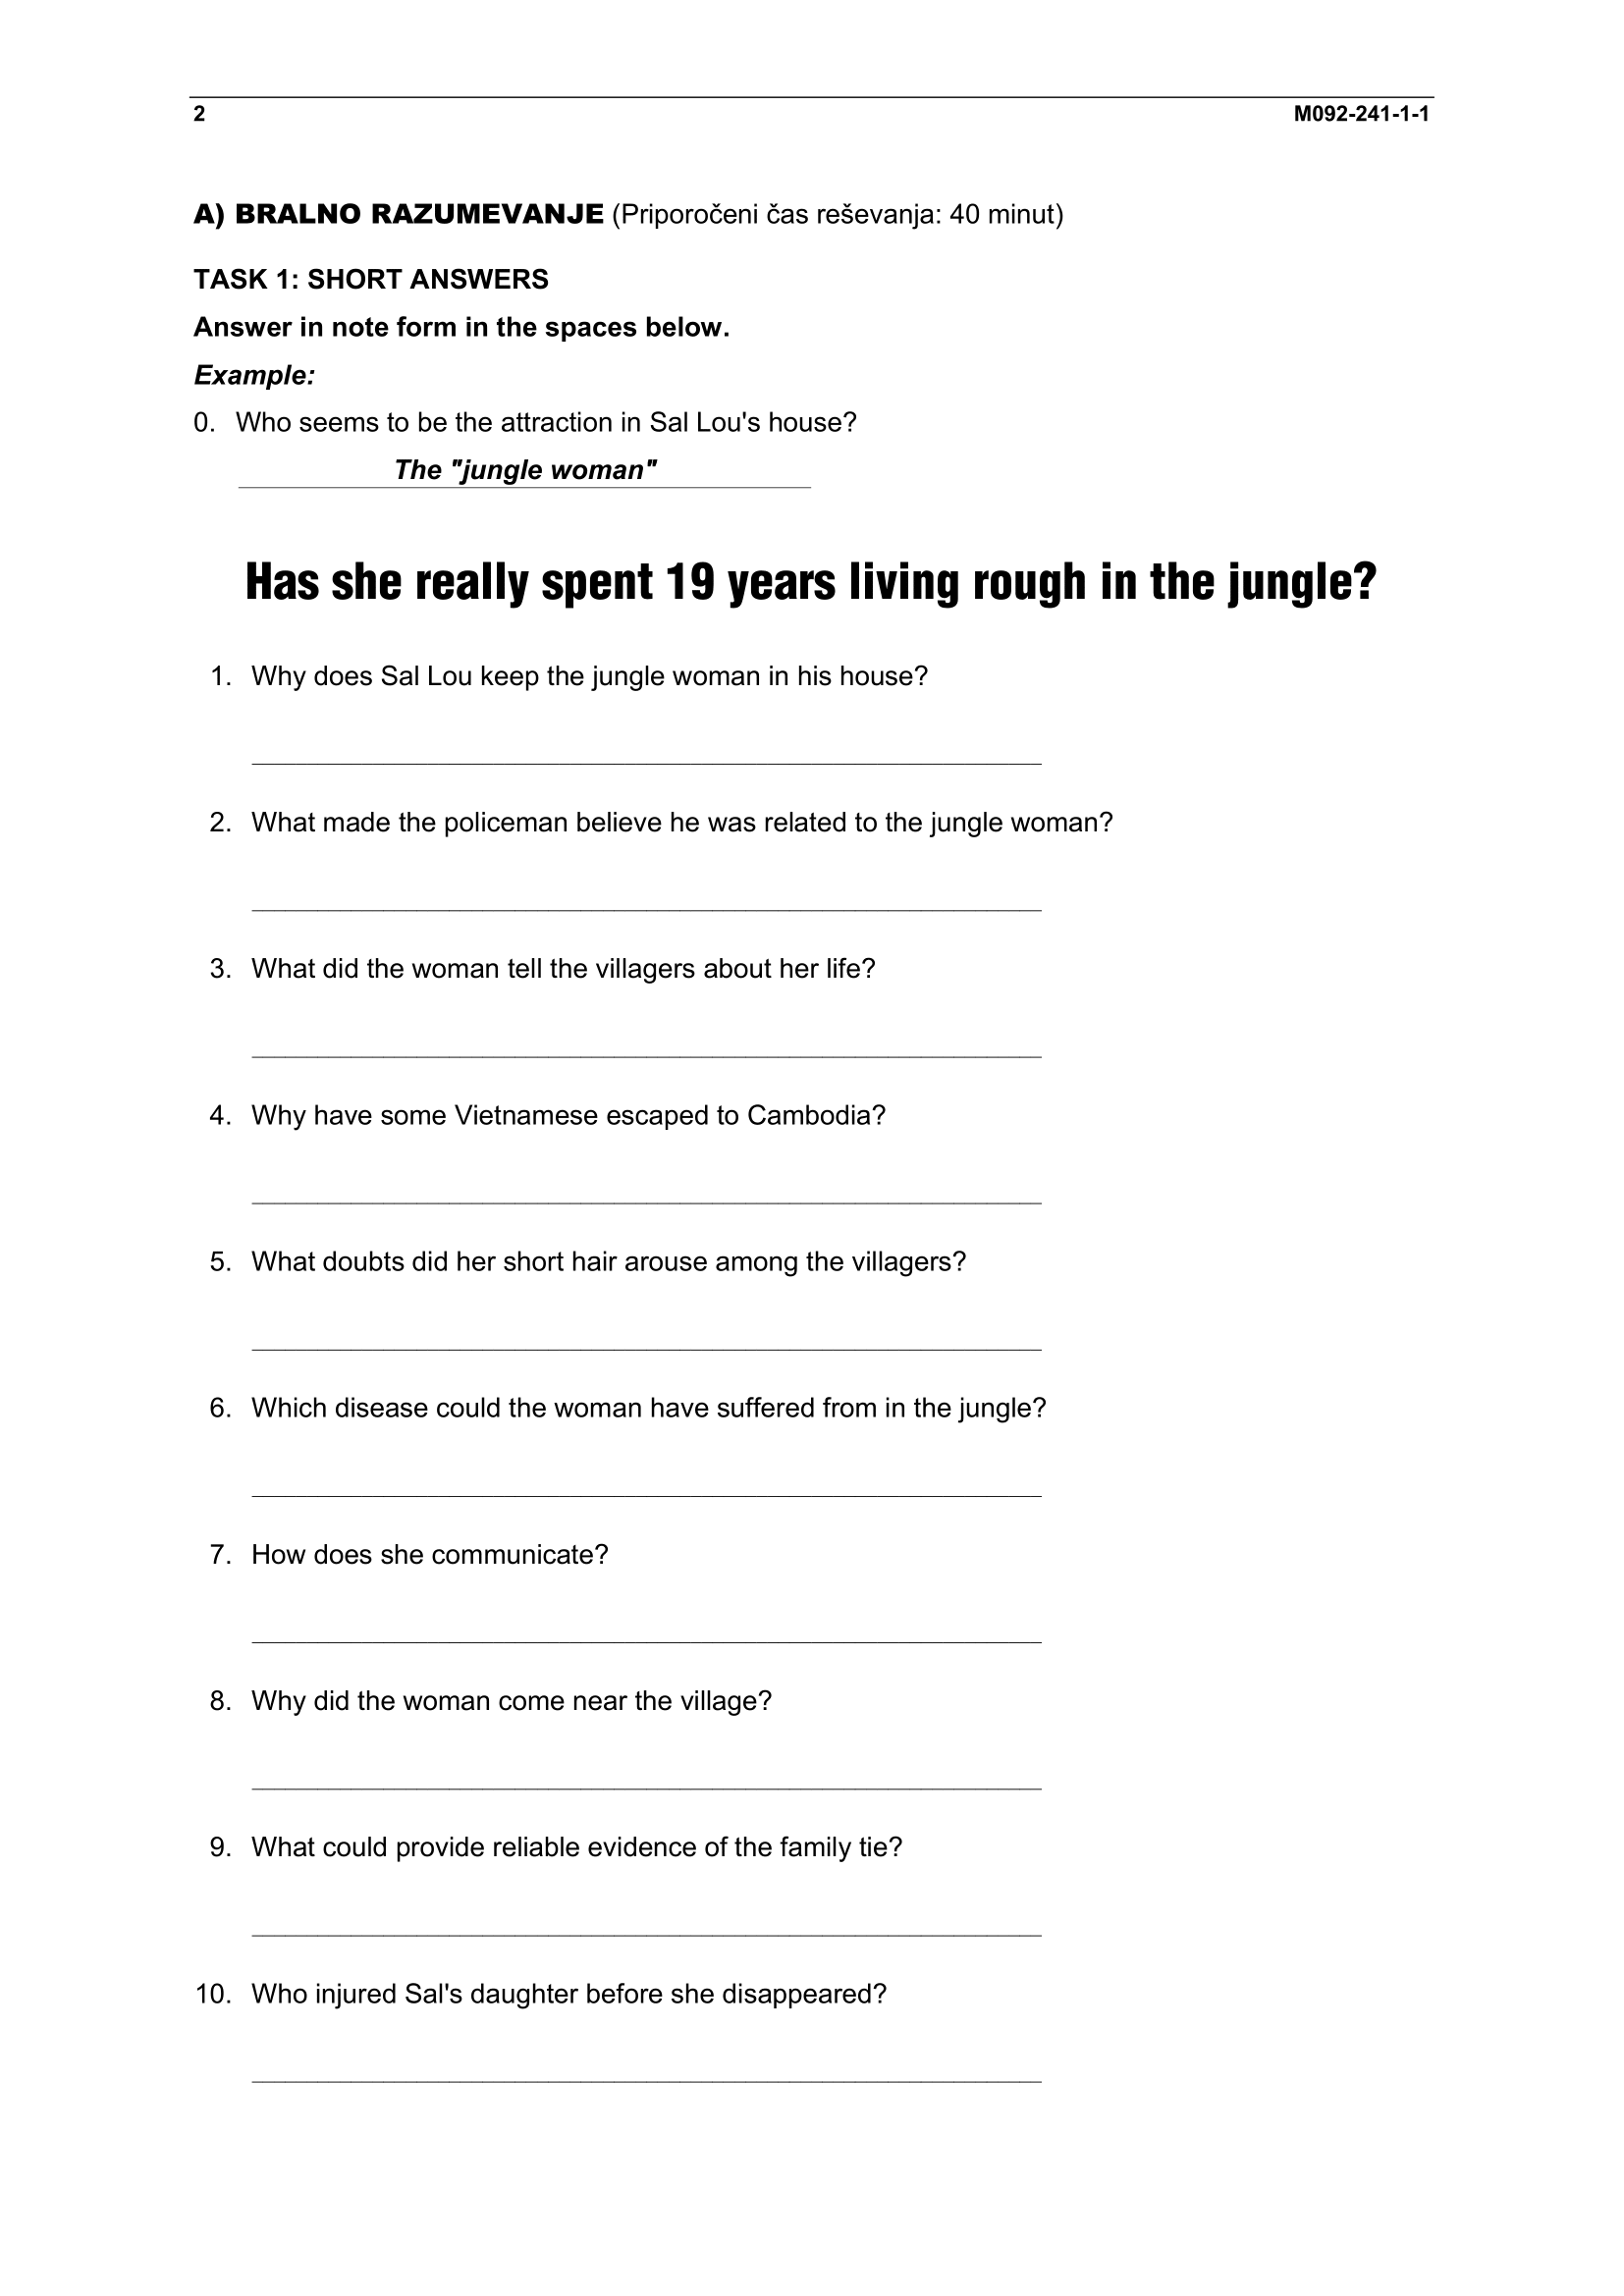 2
M092-241-1-1
A) BRALNO RAZUMEVANJE (Priporočeni čas reševanja: 40 minut)
TASK 1: SHORT ANSWERS
Answer in note form in the spaces below.
Example:
0. Who seems to be the attraction in Sal Lou's house?
The "jungle woman"
Has she really spent 19 years living rough in the jungle?
1. Why does Sal Lou keep the jungle woman in his house?
2. What made the policeman believe he was related to the jungle woman?
3. What did the woman tell the villagers about her life?
4. Why have some Vietnamese escaped to Cambodia?
5. What doubts did her short hair arouse among the villagers?
6. Which disease could the woman have suffered from in the jungle?
7. How does she communicate?
8. Why did the woman come near the village?
9. What could provide reliable evidence of the family tie?
10. Who injured Sal's daughter before she disappeared?